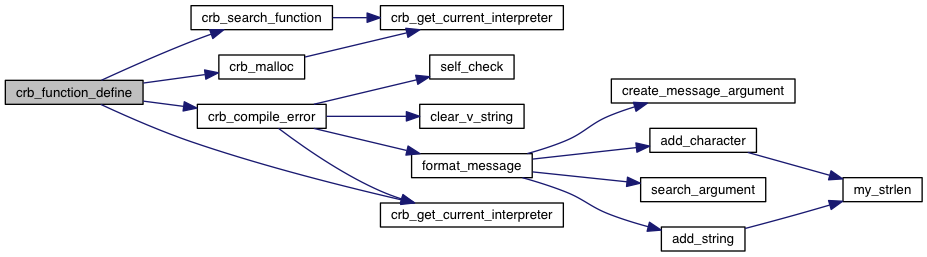 crb_search_function
crb_get_current_interpreter
crb_malloc
self_check
crb_function_define
create_message_argument
crb_compile_error
clear_v_string
add_character
format_message
search_argument
my_strlen
crb_get_current_interpreter
add_string